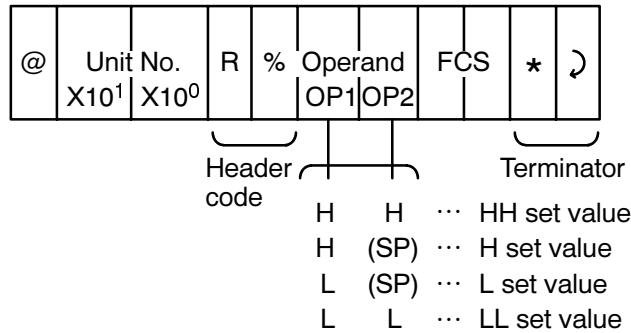 @ Unit No. R % Operand FCS * ⤸
X10¹ X10⁰ OP1 OP2
Header code Terminator
H H ··· HH set value
H (SP) ··· H set value
L (SP) ··· L set value
L L ··· LL set value